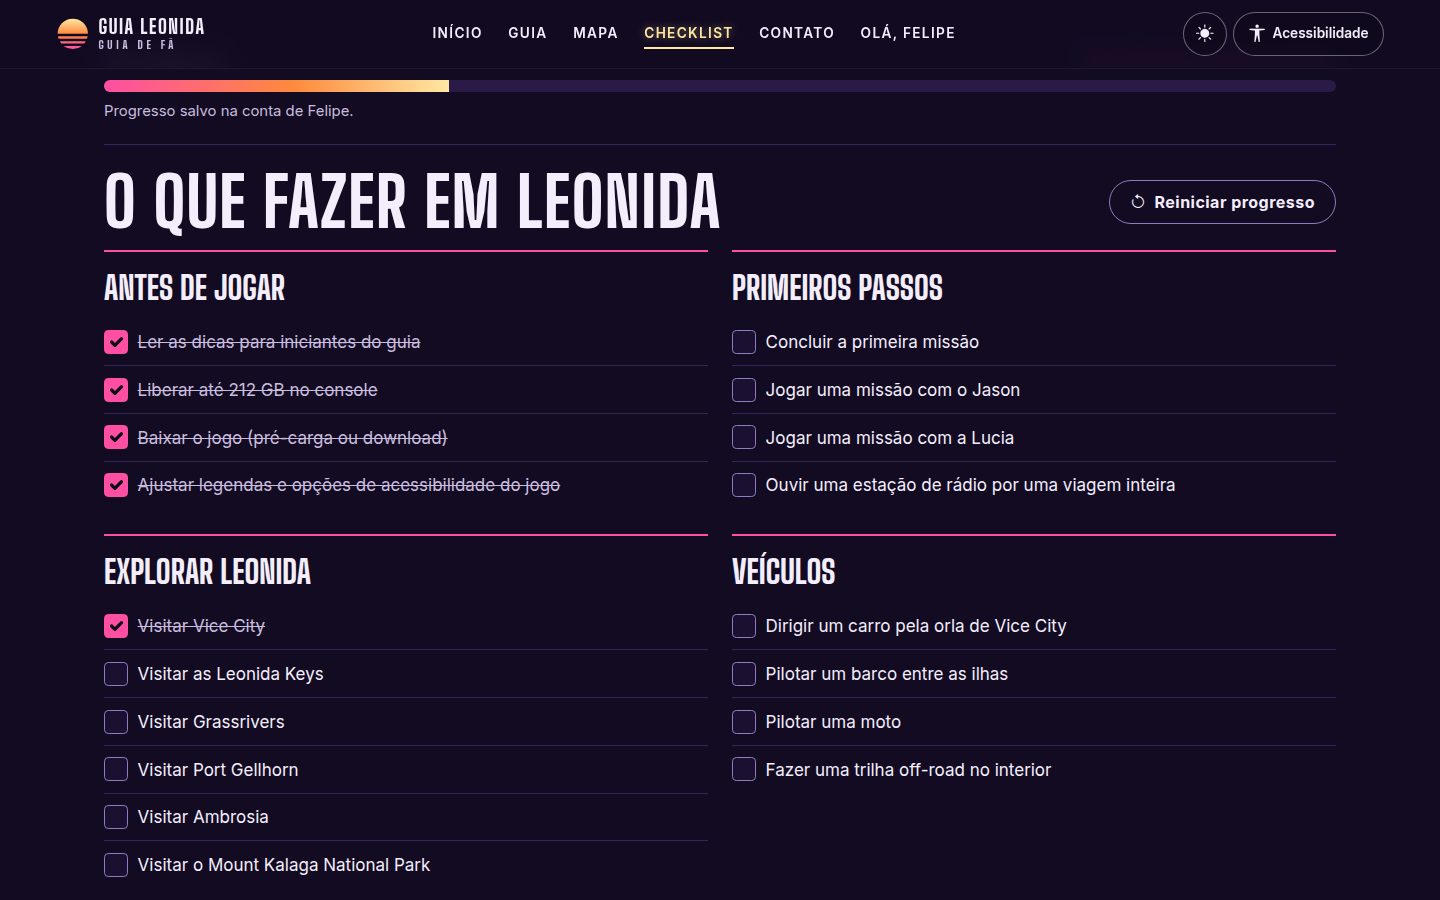 GUIA LEONIDA
GUIA DE FÃ
INÍCIO
GUIA
MAPA
CHECKLIST
CONTATO
OLÁ, FELIPE
Acessibilidade
Progresso salvo na conta de Felipe.
O QUE FAZER EM LEONIDA
Reiniciar progresso
ANTES DE JOGAR
Ler as dicas para iniciantes do guia
Liberar até 212 GB no console
Baixar o jogo (pré-carga ou download)
Ajustar legendas e opções de acessibilidade do jogo
PRIMEIROS PASSOS
Concluir a primeira missão
Jogar uma missão com o Jason
Jogar uma missão com a Lucia
Ouvir uma estação de rádio por uma viagem inteira
EXPLORAR LEONIDA
Visitar Vice City
Visitar as Leonida Keys
Visitar Grassrivers
Visitar Port Gellhorn
Visitar Ambrosia
Visitar o Mount Kalaga National Park
VEÍCULOS
Dirigir um carro pela orla de Vice City
Pilotar um barco entre as ilhas
Pilotar uma moto
Fazer uma trilha off-road no interior